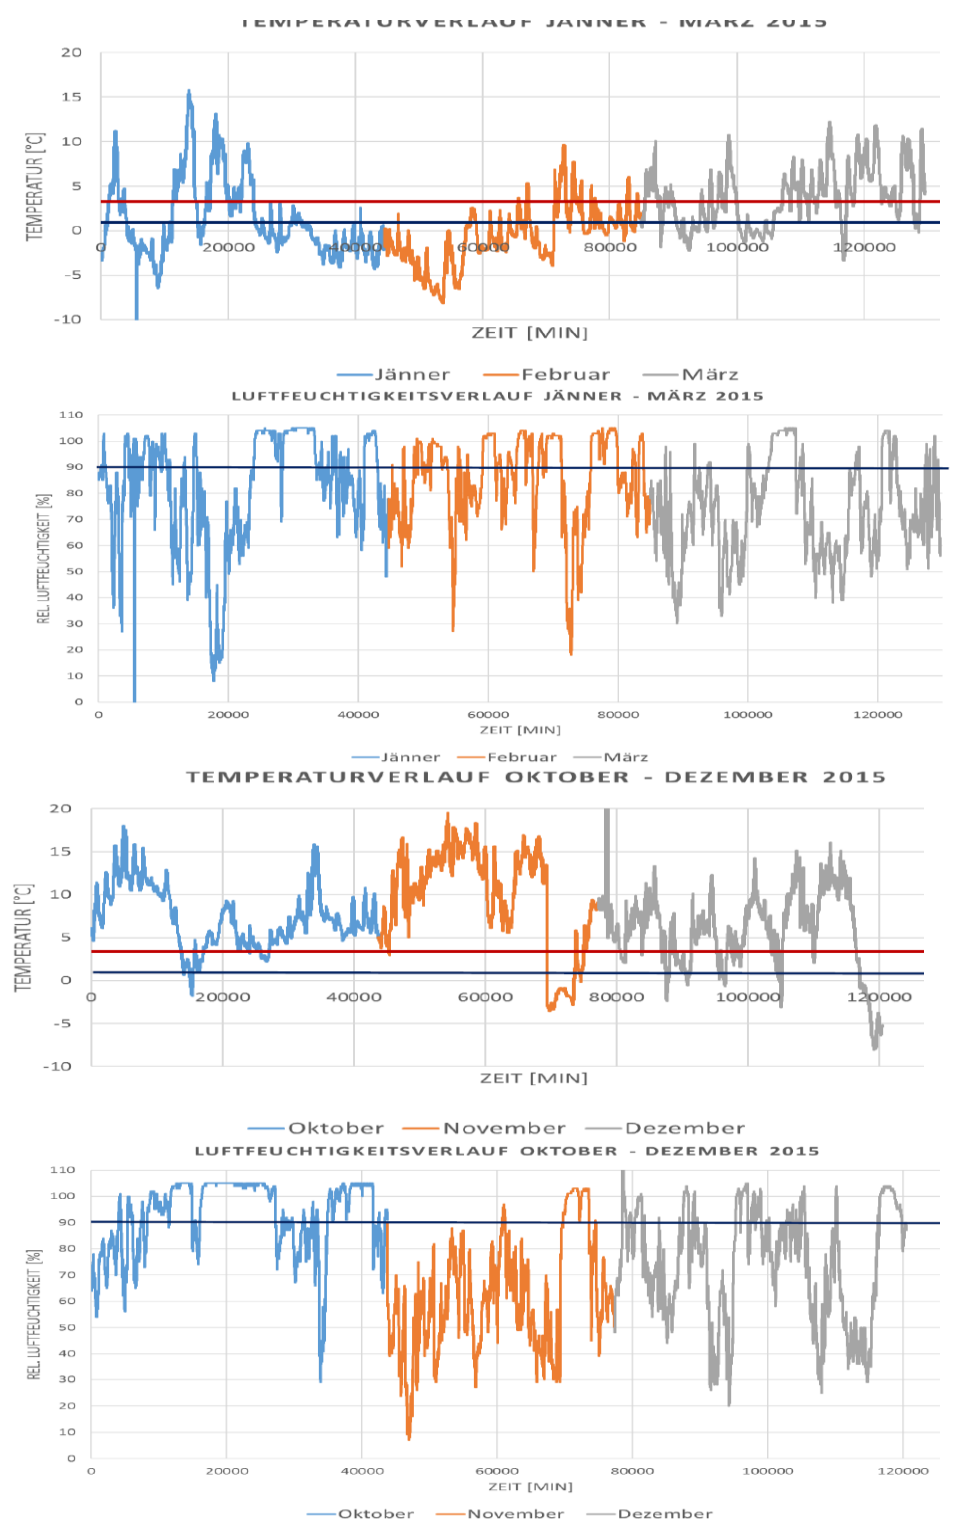 TEMPERATURVERLAUF JÄNNER - MÄRZ 2015
20
15
10
5
0
-5
-10
TEMPERATUR [°C]
0 20000 40000 60000 80000 100000 120000
ZEIT [MIN]
Jänner Februar März
LUFTFEUCHTIGKEITSVERLAUF JÄNNER - MÄRZ 2015
110
100
90
80
70
60
50
40
30
20
10
0
REL. LUFTFEUCHTIGKEIT [%]
0 20000 40000 60000 80000 100000 120000
ZEIT [MIN]
Jänner Februar März
TEMPERATURVERLAUF OKTOBER - DEZEMBER 2015
20
15
10
5
0
-5
-10
TEMPERATUR [°C]
0 20000 40000 60000 80000 100000 120000
ZEIT [MIN]
Oktober November Dezember
LUFTFEUCHTIGKEITSVERLAUF OKTOBER - DEZEMBER 2015
110
100
90
80
70
60
50
40
30
20
10
0
REL. LUFTFEUCHTIGKEIT [%]
0 20000 40000 60000 80000 100000 120000
ZEIT [MIN]
Oktober November Dezember